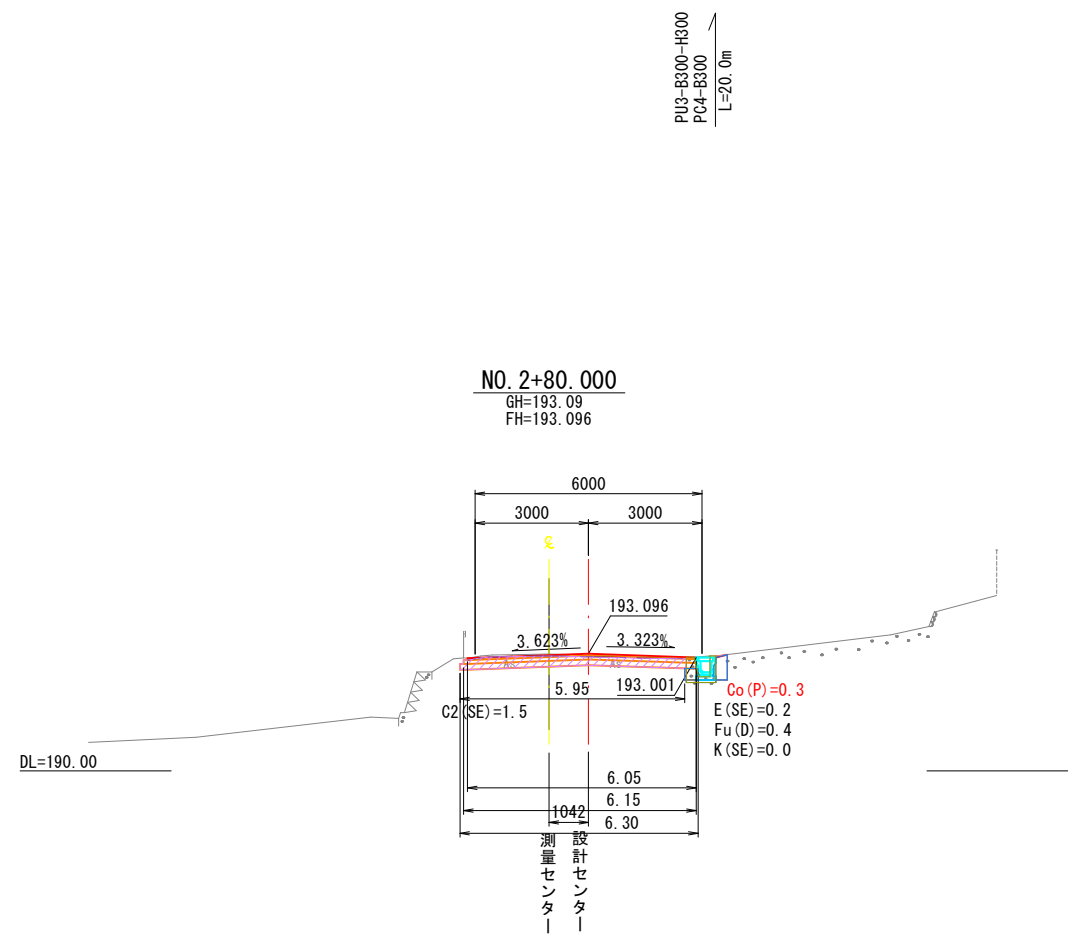 PU3-B300-H300
PC4-B300
L=20.0m
NO.2+80.000
GH=193.09
FH=193.096
6000
3000
3000
℄
193.096
3.623%
3.323%
AS
AS
193.001
5.95
C2(SE)=1.5
Co(P)=0.3
E(SE)=0.2
Fu(D)=0.4
K(SE)=0.0
DL=190.00
6.05
6.15
1042
6.30
測量センター
設計センター